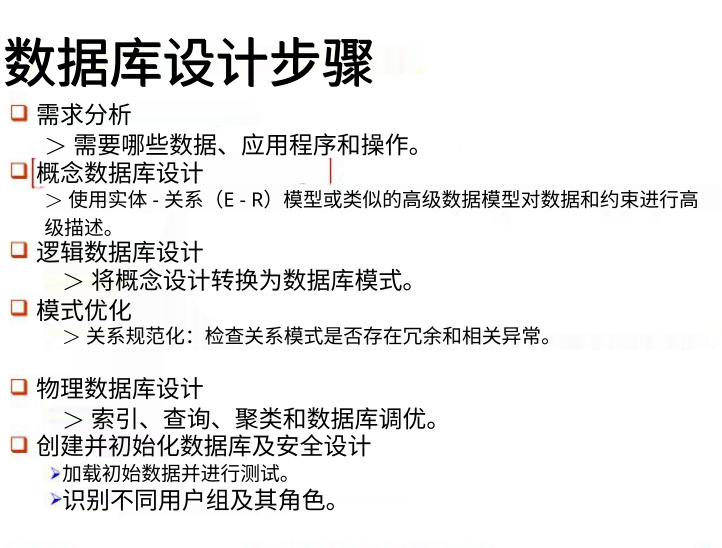 数据库设计步骤
需求分析
＞ 需要哪些数据、应用程序和操作。
概念数据库设计
＞ 使用实体 - 关系（E - R）模型或类似的高级数据模型对数据和约束进行高
级描述。
逻辑数据库设计
＞ 将概念设计转换为数据库模式。
模式优化
＞ 关系规范化：检查关系模式是否存在冗余和相关异常。
物理数据库设计
＞ 索引、查询、聚类和数据库调优。
创建并初始化数据库及安全设计
加载初始数据并进行测试。
识别不同用户组及其角色。